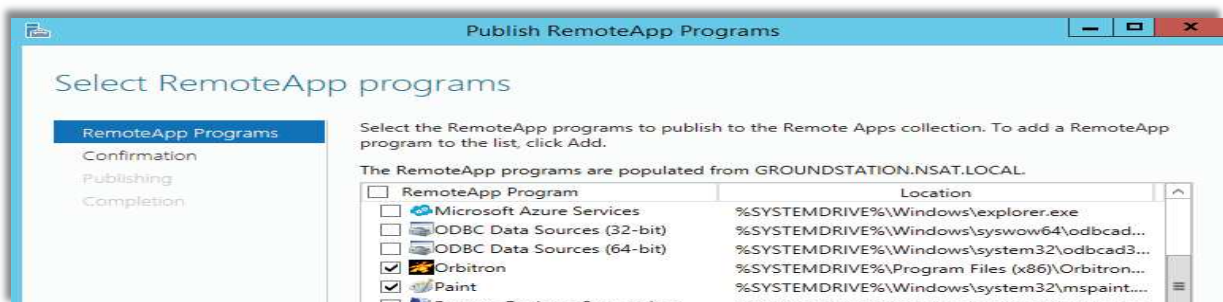 Publish RemoteApp Programs
Select RemoteApp programs
RemoteApp Programs
Confirmation
Publishing
Completion
Select the RemoteApp programs to publish to the Remote Apps collection. To add a RemoteApp
program to the list, click Add.
The RemoteApp programs are populated from GROUNDSTATION.NSAT.LOCAL.
RemoteApp Program Location
Microsoft Azure Services %SYSTEMDRIVE%\Windows\explorer.exe
ODBC Data Sources (32-bit) %SYSTEMDRIVE%\Windows\syswow64\odbcad...
ODBC Data Sources (64-bit) %SYSTEMDRIVE%\Windows\system32\odbcad3...
Orbitron %SYSTEMDRIVE%\Program Files (x86)\Orbitron...
Paint %SYSTEMDRIVE%\Windows\system32\mspaint....